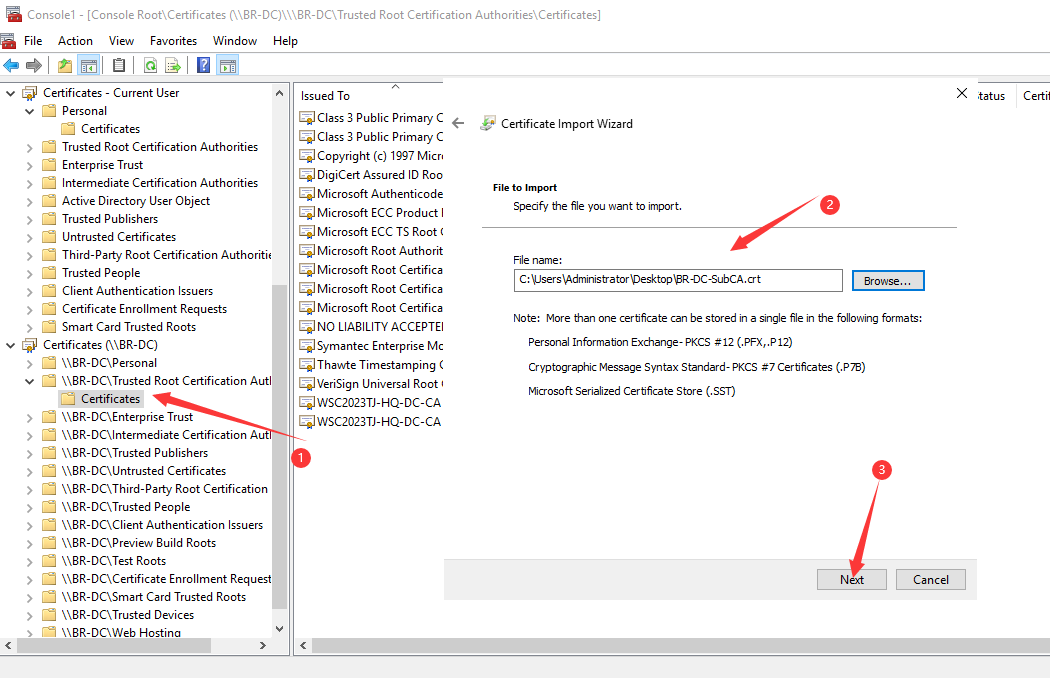 Console1 - [Console Root\Certificates (\\BR-DC)\\\BR-DC\Trusted Root Certification Authorities\Certificates]
File Action View Favorites Window Help
Certificates - Current User
Personal
Certificates
Trusted Root Certification Authorities
Enterprise Trust
Intermediate Certification Authorities
Active Directory User Object
Trusted Publishers
Untrusted Certificates
Third-Party Root Certification Authoritie
Trusted People
Client Authentication Issuers
Certificate Enrollment Requests
Smart Card Trusted Roots
Certificates (\\BR-DC)
\\BR-DC\Personal
\\BR-DC\Trusted Root Certification Auth
Certificates
\\BR-DC\Enterprise Trust
\\BR-DC\Intermediate Certification Auth
\\BR-DC\Trusted Publishers
\\BR-DC\Untrusted Certificates
\\BR-DC\Third-Party Root Certification
\\BR-DC\Trusted People
\\BR-DC\Client Authentication Issuers
\\BR-DC\Preview Build Roots
\\BR-DC\Test Roots
\\BR-DC\Certificate Enrollment Request
\\BR-DC\Smart Card Trusted Roots
\\BR-DC\Trusted Devices
\\BR-DC\Web Hosting
Issued To
Class 3 Public Primary C
Class 3 Public Primary C
Copyright (c) 1997 Micro
DigiCert Assured ID Roo
Microsoft Authenticode
Microsoft ECC Product
Microsoft ECC TS Root
Microsoft Root Authorit
Microsoft Root Certifica
Microsoft Root Certifica
Microsoft Root Certifica
NO LIABILITY ACCEPTE
Symantec Enterprise Mo
Thawte Timestamping
VeriSign Universal Root
WSC2023TJ-HQ-DC-CA
WSC2023TJ-HQ-DC-CA
tatus Certif
Certificate Import Wizard
File to Import
Specify the file you want to import.
2
File name:
C:\Users\Administrator\Desktop\BR-DC-SubCA.crt
Browse...
Note: More than one certificate can be stored in a single file in the following formats:
Personal Information Exchange- PKCS #12 (.PFX,.P12)
Cryptographic Message Syntax Standard- PKCS #7 Certificates (.P7B)
Microsoft Serialized Certificate Store (.SST)
1
3
Next Cancel